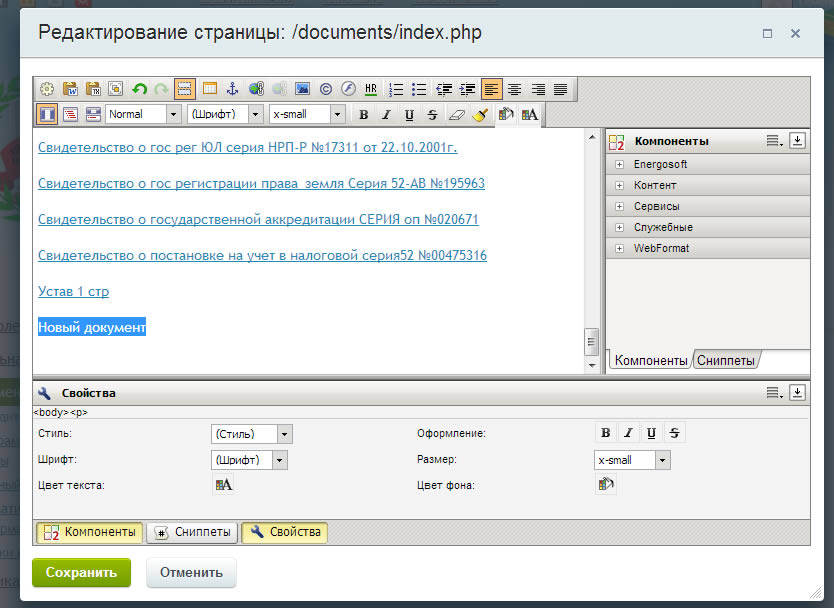 Редактирование страницы: /documents/index.php
HR
Normal (Шрифт) x-small B I U S A
Свидетельство о гос рег ЮЛ серия НРП-Р №17311 от 22.10.2001г.
Свидетельство о гос регистрации права земля Серия 52-АВ №195963
Свидетельство о государственной аккредитации СЕРИЯ оп №020671
Свидетельство о постановке на учет в налоговой серия52 №00475316
Устав 1 стр
Новый документ
Компоненты
Energosoft
Контент
Сервисы
Служебные
WebFormat
Компоненты Сниппеты
Свойства
<body><p>
Стиль: (Стиль) Оформление: B I U S
Шрифт: (Шрифт) Размер: x-small
Цвет текста: A Цвет фона:
Компоненты # Сниппеты Свойства
Сохранить Отменить